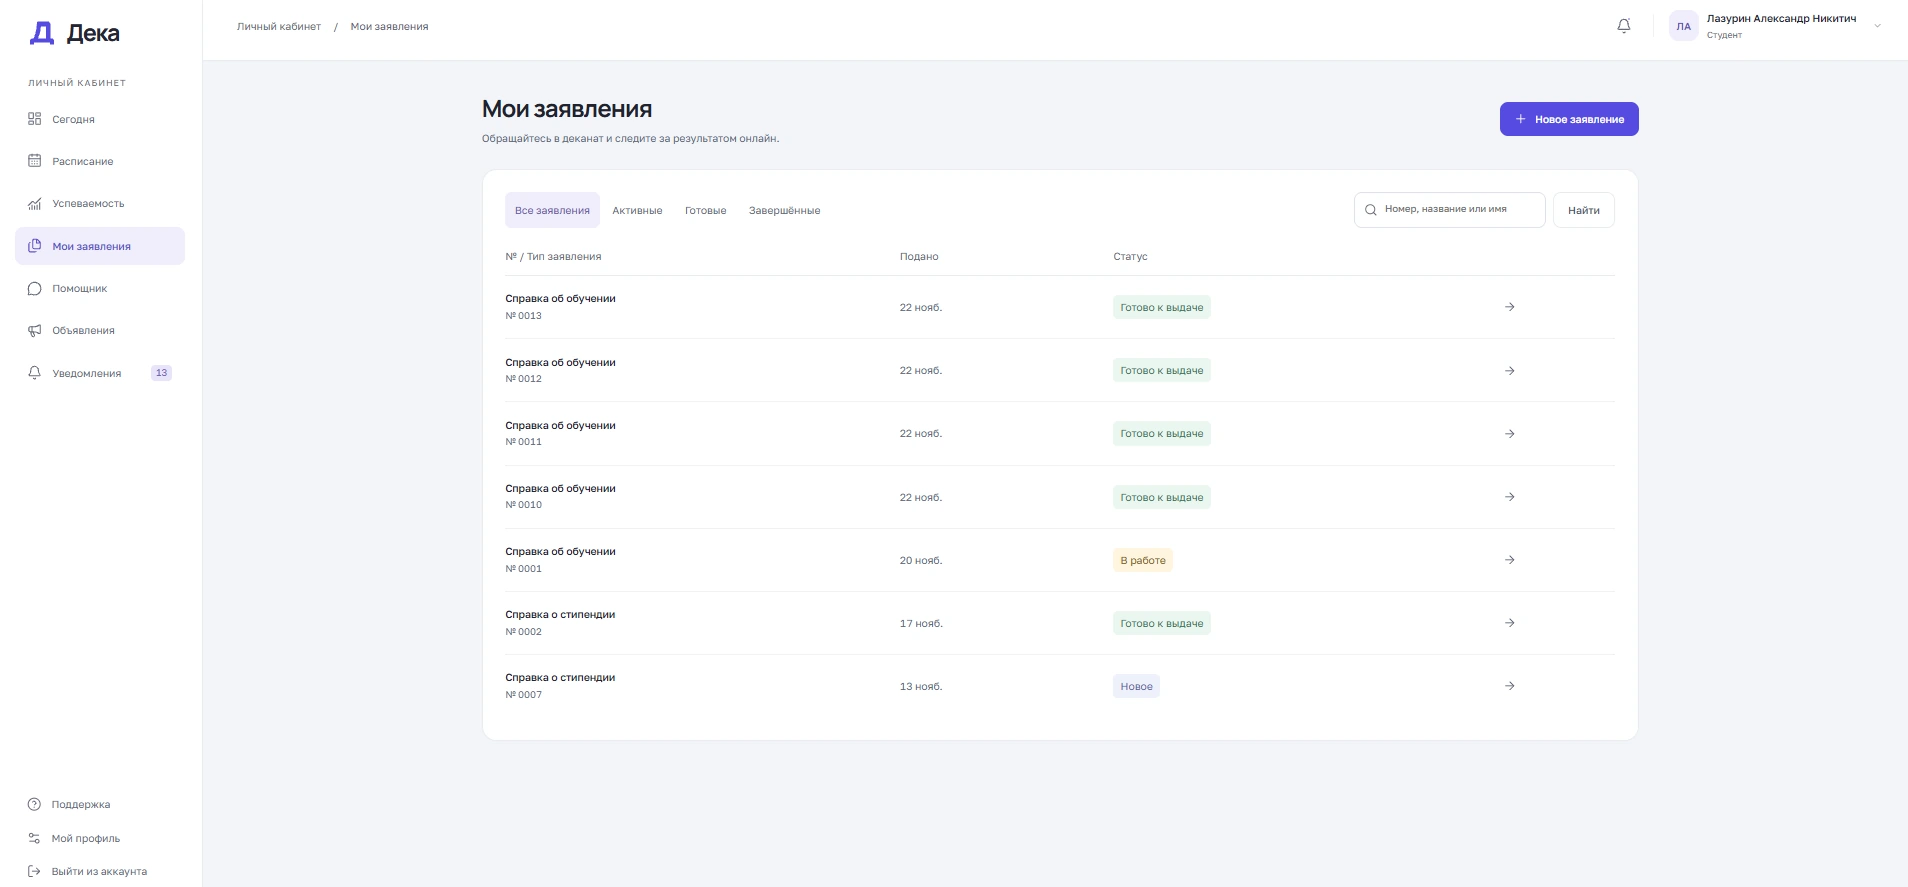 Дека
ЛИЧНЫЙ КАБИНЕТ
Сегодня
Расписание
Успеваемость
Мои заявления
Помощник
Объявления
Уведомления 13
Поддержка
Мой профиль
Выйти из аккаунта
Личный кабинет / Мои заявления
ЛА
Лазурин Александр Никитич
Студент
Мои заявления
Обращайтесь в деканат и следите за результатом онлайн.
+ Новое заявление
Все заявления Активные Готовые Завершённые
Номер, название или имя
Найти
№ / Тип заявления Подано Статус
Справка об обучении
№ 0013
22 нояб.
Готово к выдаче
Справка об обучении
№ 0012
22 нояб.
Готово к выдаче
Справка об обучении
№ 0011
22 нояб.
Готово к выдаче
Справка об обучении
№ 0010
22 нояб.
Готово к выдаче
Справка об обучении
№ 0001
20 нояб.
В работе
Справка о стипендии
№ 0002
17 нояб.
Готово к выдаче
Справка о стипендии
№ 0007
13 нояб.
Новое